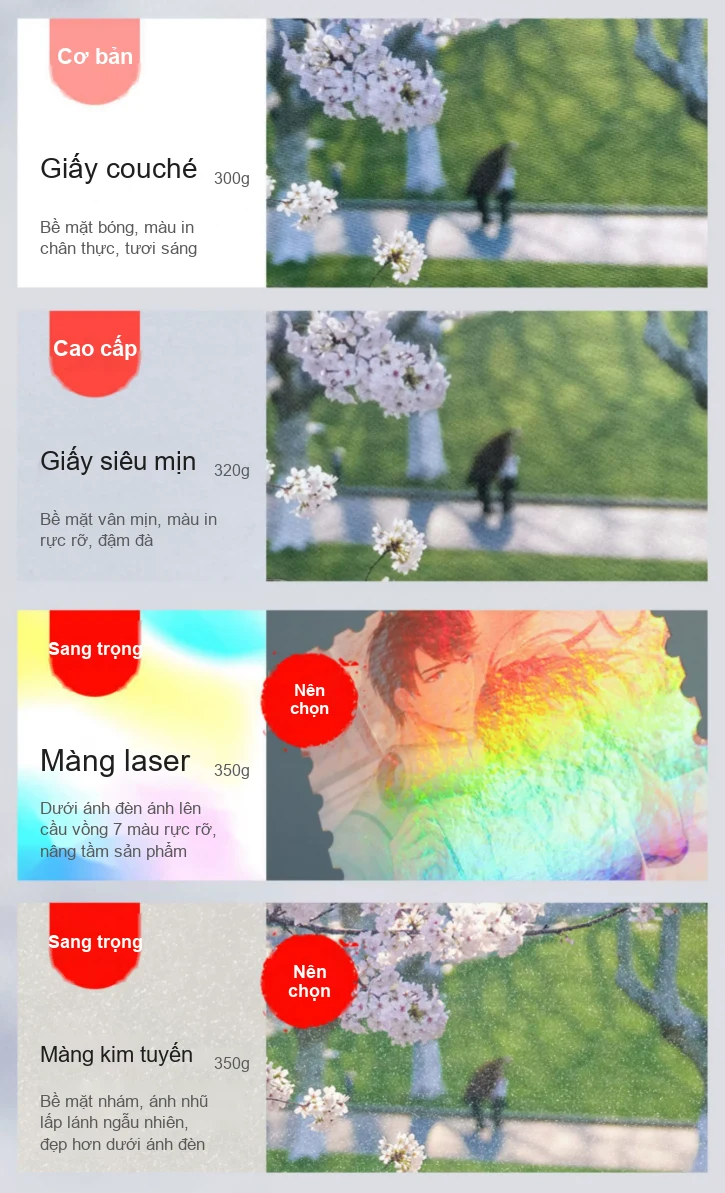 Cơ bản
Giấy couché 300g
Bề mặt bóng, màu in
chân thực, tươi sáng
Cao cấp
Giấy siêu mịn 320g
Bề mặt vân mịn, màu in
rực rỡ, đậm đà
Sang trọng
Nên
chọn
Màng laser 350g
Dưới ánh đèn ánh lên
cầu vồng 7 màu rực rỡ,
nâng tầm sản phẩm
Sang trọng
Nên
chọn
Màng kim tuyến 350g
Bề mặt nhám, ánh nhũ
lấp lánh ngẫu nhiên,
đẹp hơn dưới ánh đèn